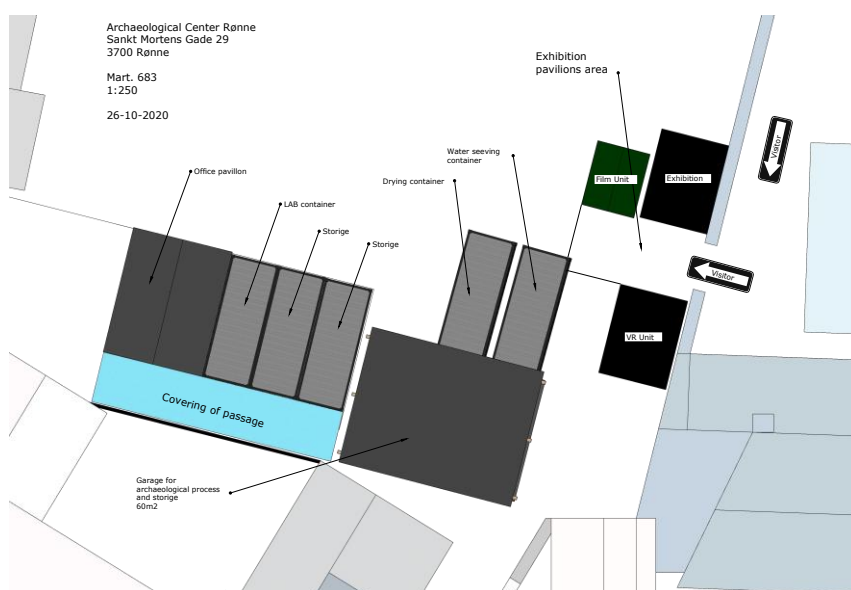 Archaeological Center Rønne
Sankt Mortens Gade 29
3700 Rønne
Mart. 683
1:250
26-10-2020
Exhibition
pavilions area
Visitor
Water seeving
container
Office pavillon
Drying container
Film Unit
Exhibition
LAB container
Storige
Storige
Visitor
VR Unit
Covering of passage
Garage for
archaeological process
and storige
60m2